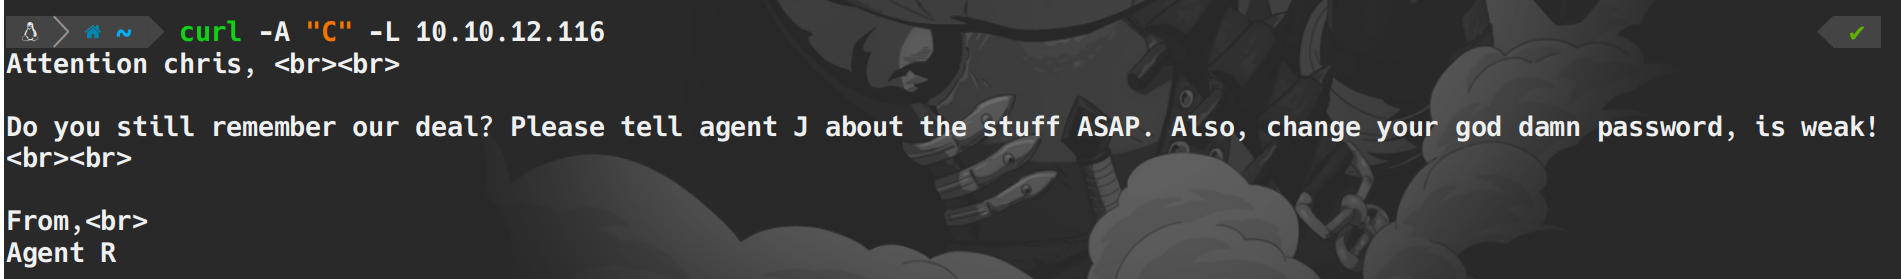 ~ curl -A "C" -L 10.10.12.116
Attention chris, <br><br>
Do you still remember our deal? Please tell agent J about the stuff ASAP. Also, change your god damn password, is weak!
<br><br>
From,<br>
Agent R